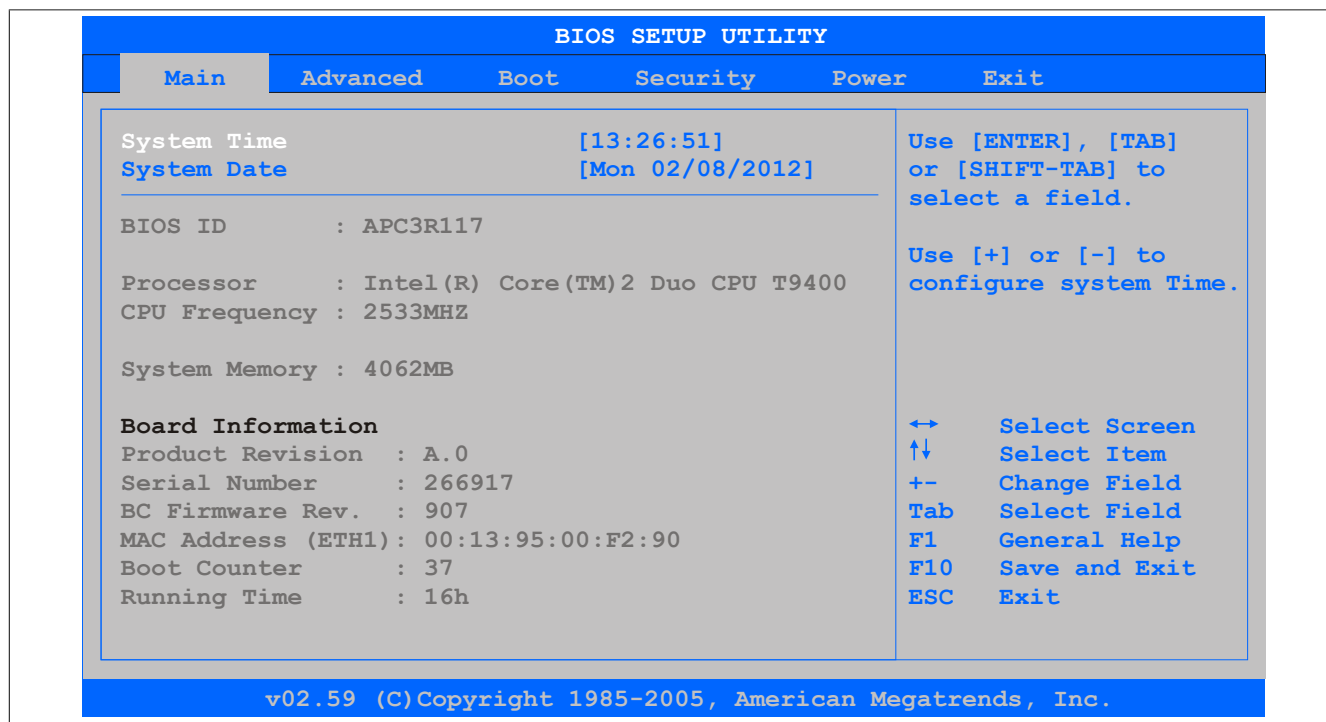 BIOS SETUP UTILITY
Main Advanced Boot Security Power Exit
System Time [13:26:51]
System Date [Mon 02/08/2012]
BIOS ID : APC3R117
Processor : Intel(R) Core(TM)2 Duo CPU T9400
CPU Frequency : 2533MHZ
System Memory : 4062MB
Board Information
Product Revision : A.0
Serial Number : 266917
BC Firmware Rev. : 907
MAC Address (ETH1): 00:13:95:00:F2:90
Boot Counter : 37
Running Time : 16h
Use [ENTER], [TAB]
or [SHIFT-TAB] to
select a field.
Use [+] or [-] to
configure system Time.
↔ Select Screen
↑↓ Select Item
+- Change Field
Tab Select Field
F1 General Help
F10 Save and Exit
ESC Exit
v02.59 (C)Copyright 1985-2005, American Megatrends, Inc.